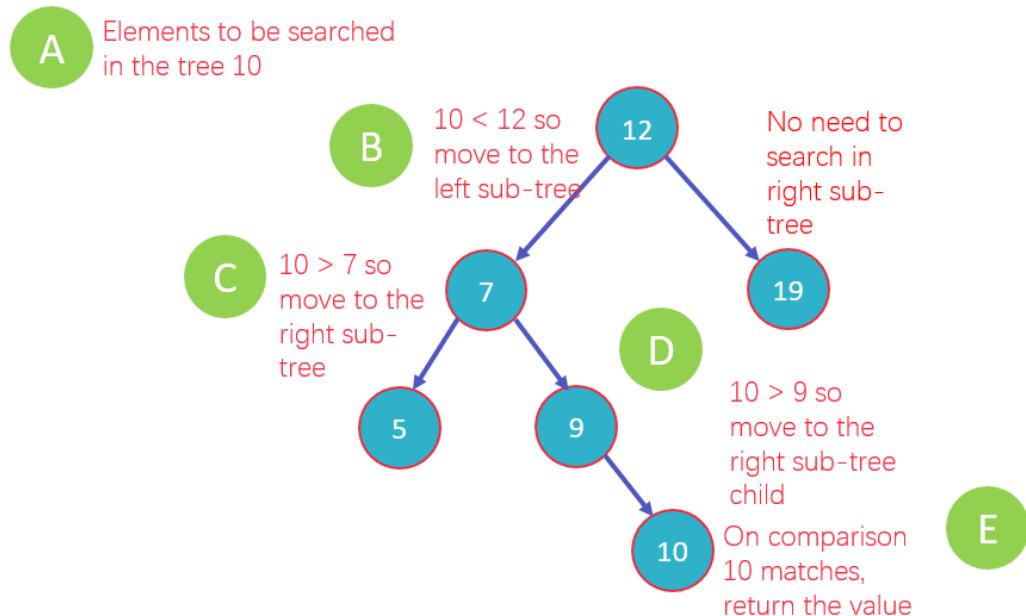 A
Elements to be searched
in the tree 10
B
10 < 12 so
move to the
left sub-tree
12
No need to
search in
right sub-
tree
C
10 > 7 so
move to the
right sub-
tree
7
19
D
5
9
10 > 9 so
move to the
right sub-tree
child
10
On comparison
10 matches,
return the value
E